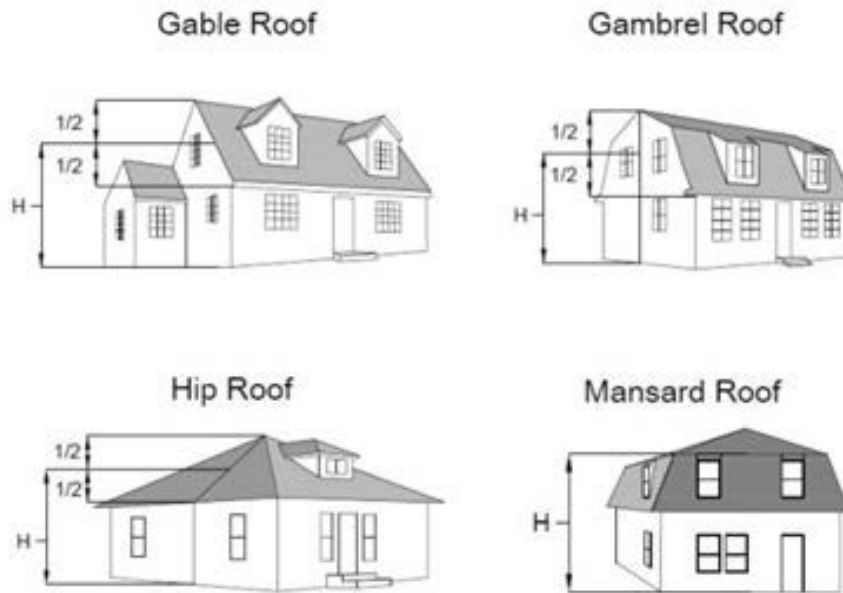 Gable Roof
Gambrel Roof
1/2
1/2
H
1/2
1/2
H
Hip Roof
Mansard Roof
1/2
1/2
H
H